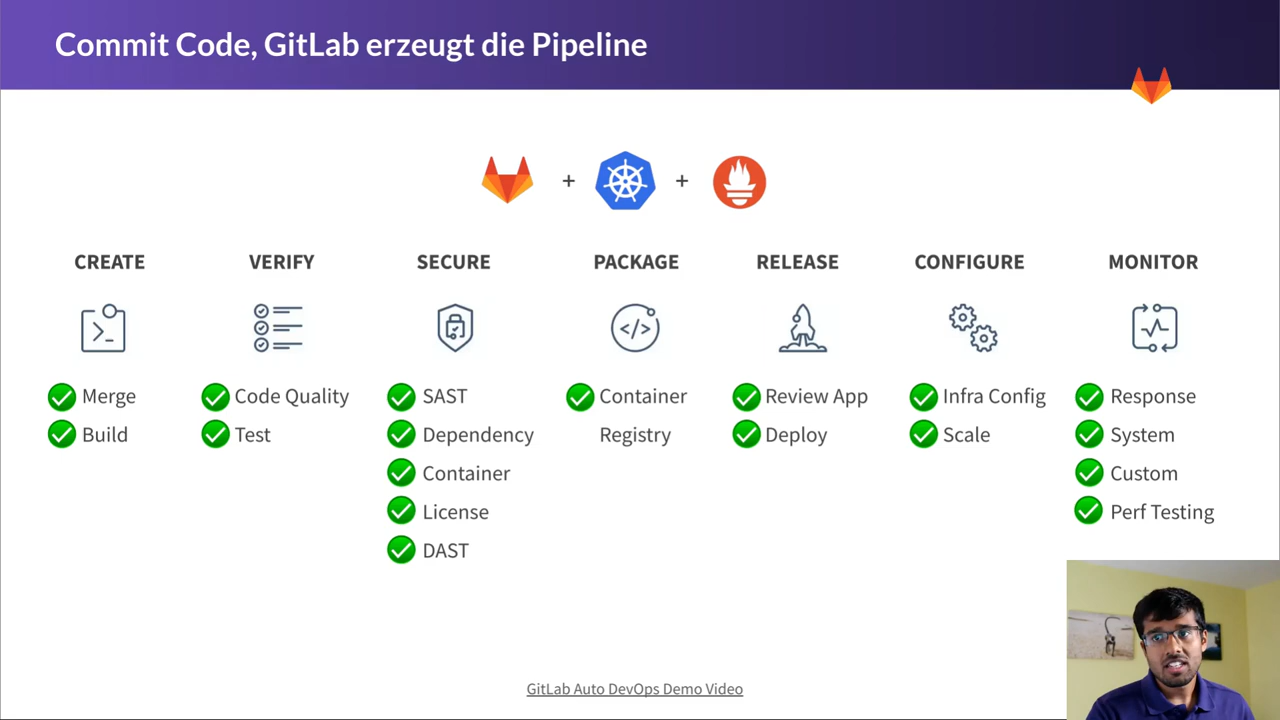 Commit Code, GitLab erzeugt die Pipeline
+ +
CREATE
Merge
Build
VERIFY
Code Quality
Test
SECURE
SAST
Dependency
Container
License
DAST
PACKAGE
Container
Registry
RELEASE
Review App
Deploy
CONFIGURE
Infra Config
Scale
MONITOR
Response
System
Custom
Perf Testing
GitLab Auto DevOps Demo Video